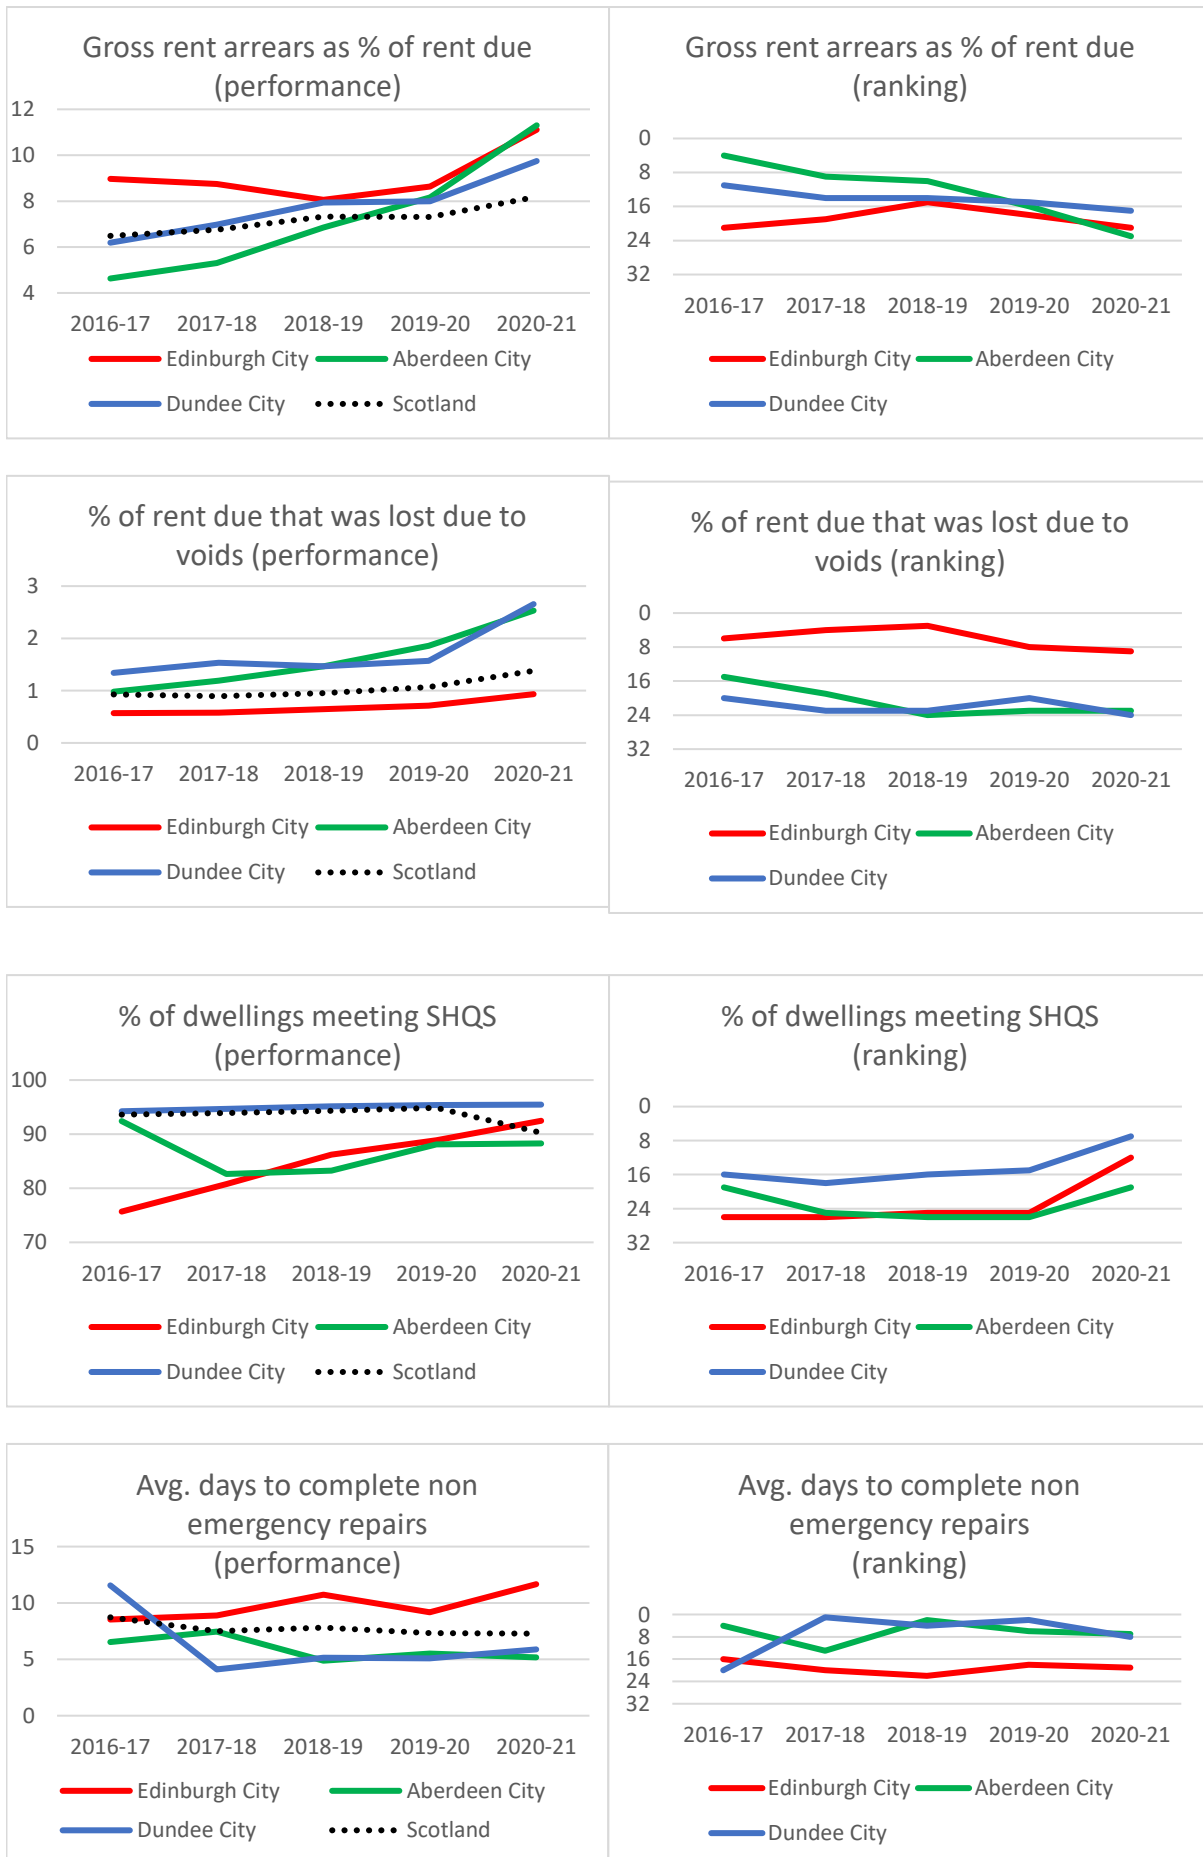 Gross rent arrears as % of rent due
(performance)
12
10
8
6
4
2016-17 2017-18 2018-19 2019-20 2020-21
Edinburgh City Aberdeen City
Dundee City Scotland
Gross rent arrears as % of rent due
(ranking)
0
8
16
24
32
2016-17 2017-18 2018-19 2019-20 2020-21
Edinburgh City Aberdeen City
Dundee City
% of rent due that was lost due to
voids (performance)
3
2
1
0
2016-17 2017-18 2018-19 2019-20 2020-21
Edinburgh City Aberdeen City
Dundee City Scotland
% of rent due that was lost due to
voids (ranking)
0
8
16
24
32
2016-17 2017-18 2018-19 2019-20 2020-21
Edinburgh City Aberdeen City
Dundee City
% of dwellings meeting SHQS
(performance)
100
90
80
70
2016-17 2017-18 2018-19 2019-20 2020-21
Edinburgh City Aberdeen City
Dundee City Scotland
% of dwellings meeting SHQS
(ranking)
0
8
16
24
32
2016-17 2017-18 2018-19 2019-20 2020-21
Edinburgh City Aberdeen City
Dundee City
Avg. days to complete non
emergency repairs
(performance)
15
10
5
0
2016-17 2017-18 2018-19 2019-20 2020-21
Edinburgh City Aberdeen City
Dundee City Scotland
Avg. days to complete non
emergency repairs
(ranking)
0
8
16
24
32
2016-17 2017-18 2018-19 2019-20 2020-21
Edinburgh City Aberdeen City
Dundee City